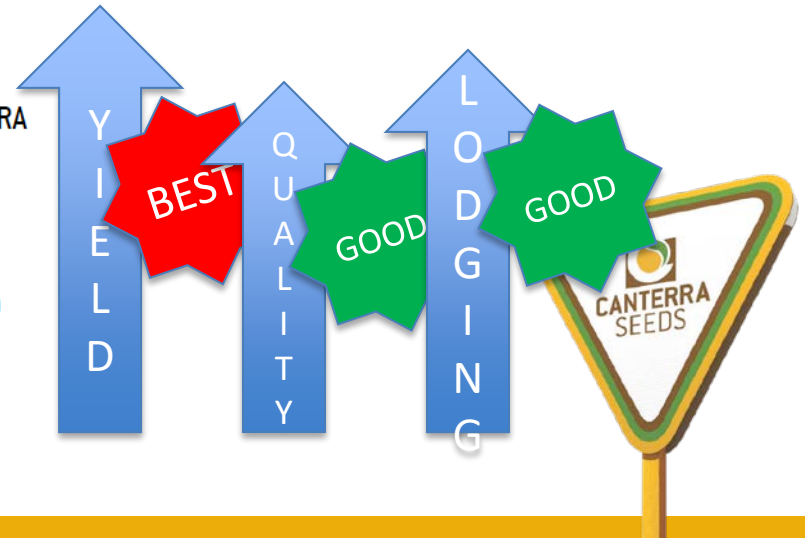 RA
YIELD
BEST
QUALITY
GOOD
LODGING
GOOD
CANTERRA
SEEDS